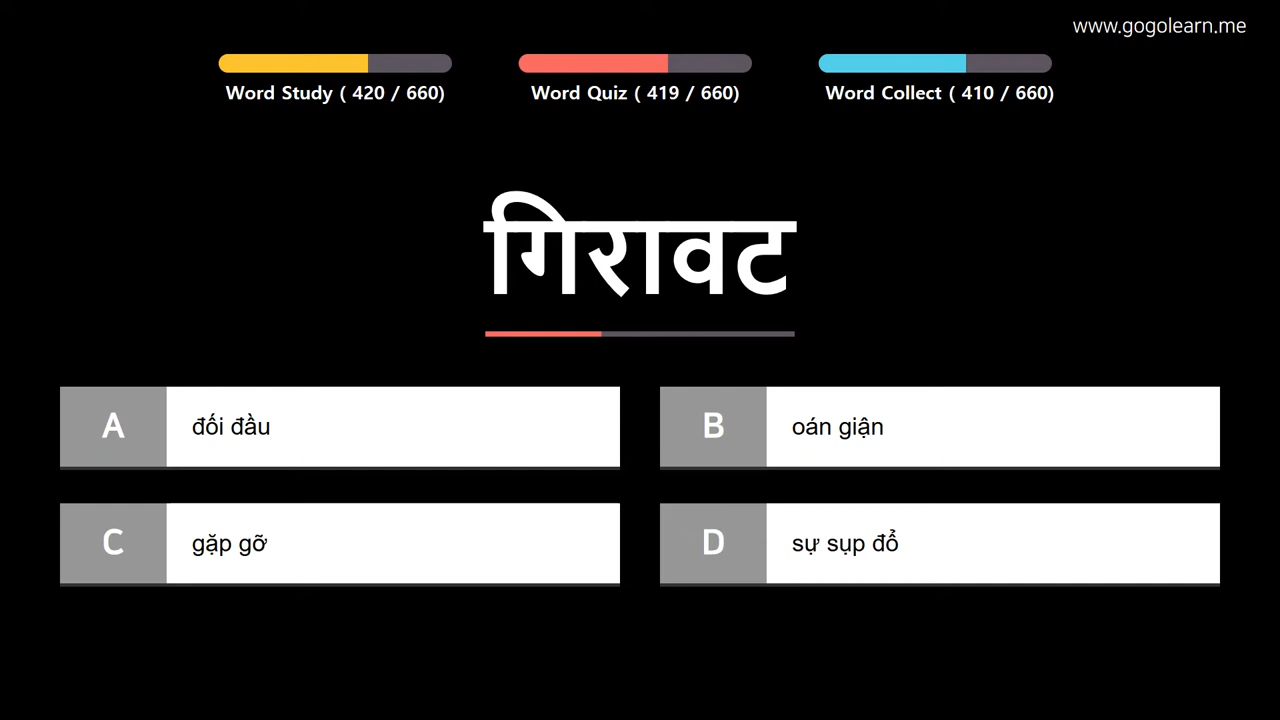 www.gogolearn.me
Word Study ( 420 / 660)
Word Quiz ( 419 / 660)
Word Collect ( 410 / 660)
गिरावट
A đối đầu
B oán giận
C gặp gỡ
D sự sụp đổ